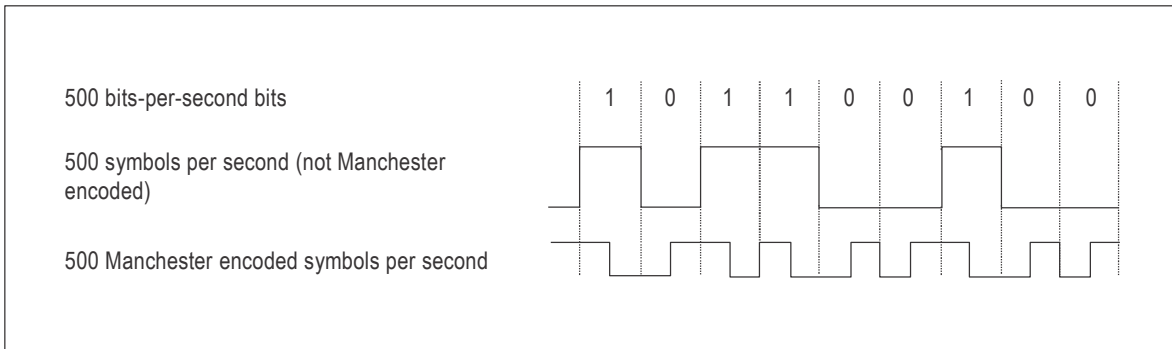 500 bits-per-second bits 1 0 1 1 0 0 1 0 0
500 symbols per second (not Manchester
encoded)
500 Manchester encoded symbols per second